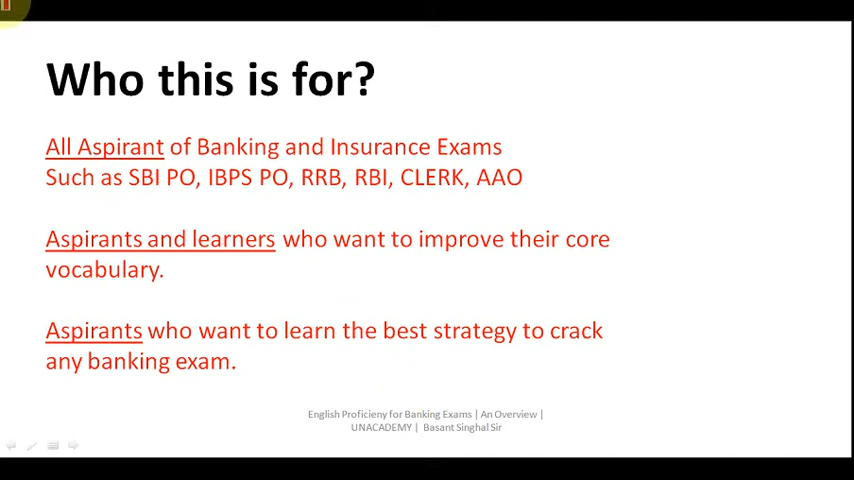 Who this is for?
All Aspirant of Banking and Insurance Exams
Such as SBI PO, IBPS PO, RRB, RBI, CLERK, AAO
Aspirants and learners who want to improve their core
vocabulary.
Aspirants who want to learn the best strategy to crack
any banking exam.
English Proficieny for Banking Exams | An Overview |
UNACADEMY | Basant Singhal Sir